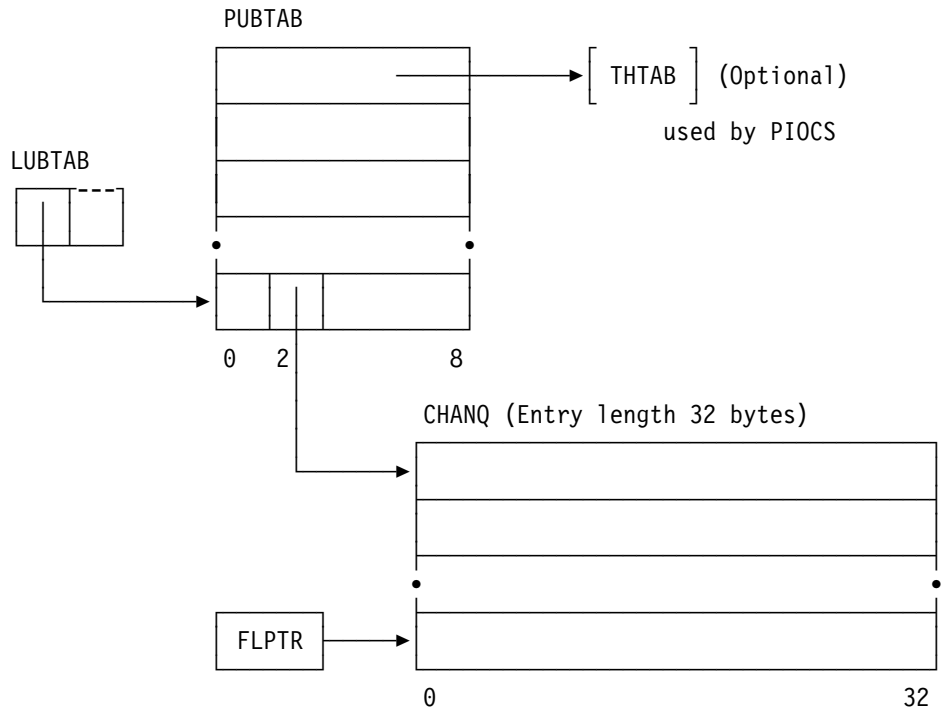 PUBTAB
THTAB (Optional)
used by PIOCS
LUBTAB
0 2 8
CHANQ (Entry length 32 bytes)
FLPTR
0 32